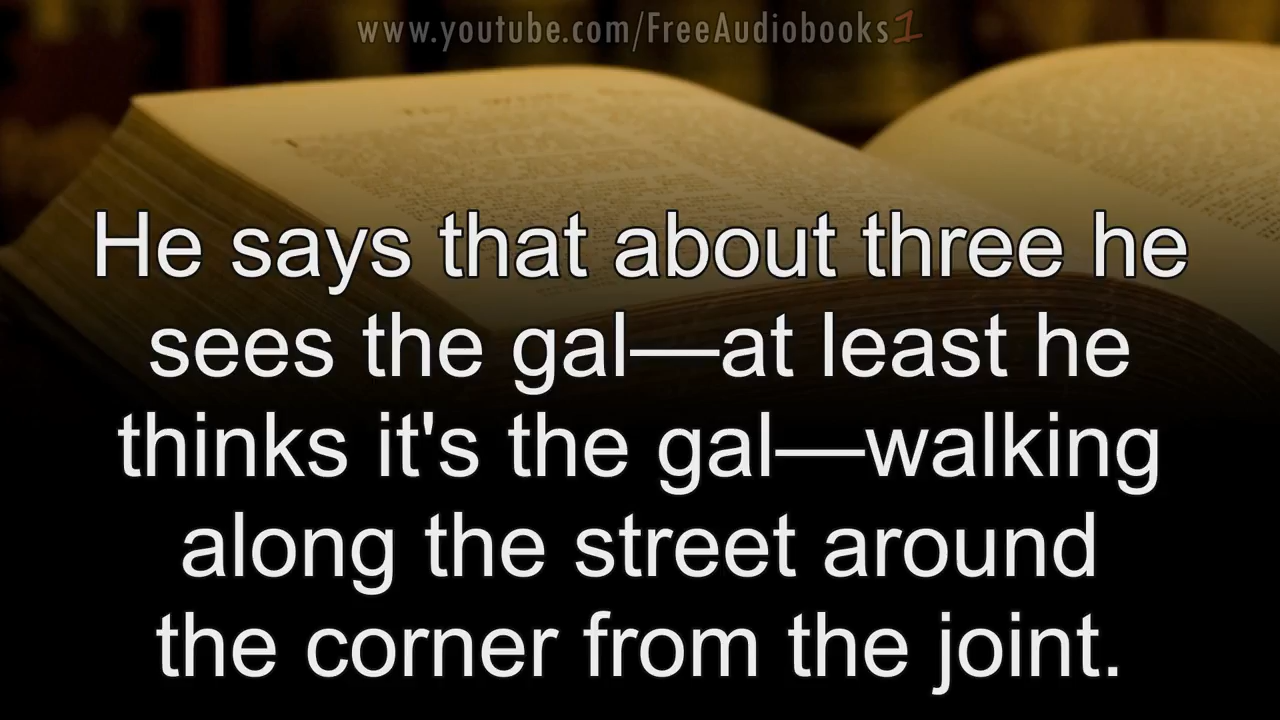 www.youtube.com/FreeAudiobooks1
He says that about three he
sees the gal—at least he
thinks it's the gal—walking
along the street around
the corner from the joint.